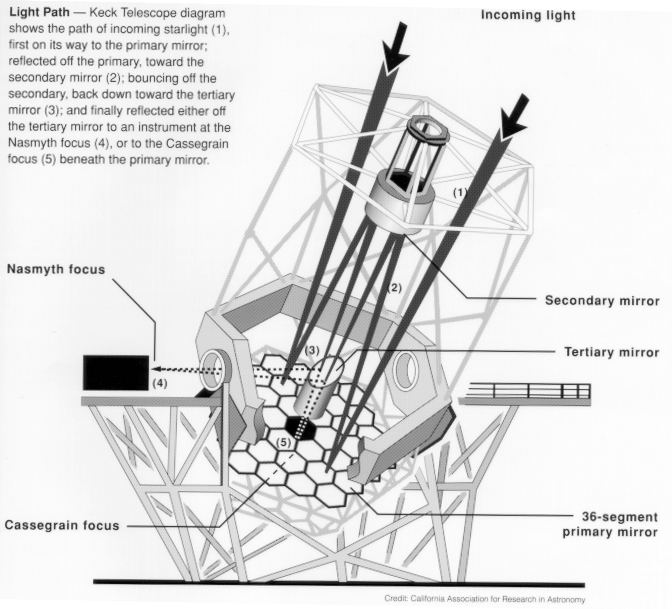 Light Path — Keck Telescope diagram
shows the path of incoming starlight (1),
first on its way to the primary mirror;
reflected off the primary, toward the
secondary mirror (2); bouncing off the
secondary, back down toward the tertiary
mirror (3); and finally reflected either off
the tertiary mirror to an instrument at the
Nasmyth focus (4), or to the Cassegrain
focus (5) beneath the primary mirror.
Incoming light
(1)
Nasmyth focus
(2)
Secondary mirror
(3)
Tertiary mirror
(4)
(5)
Cassegrain focus
36-segment
primary mirror
Credit: California Association for Research in Astronomy